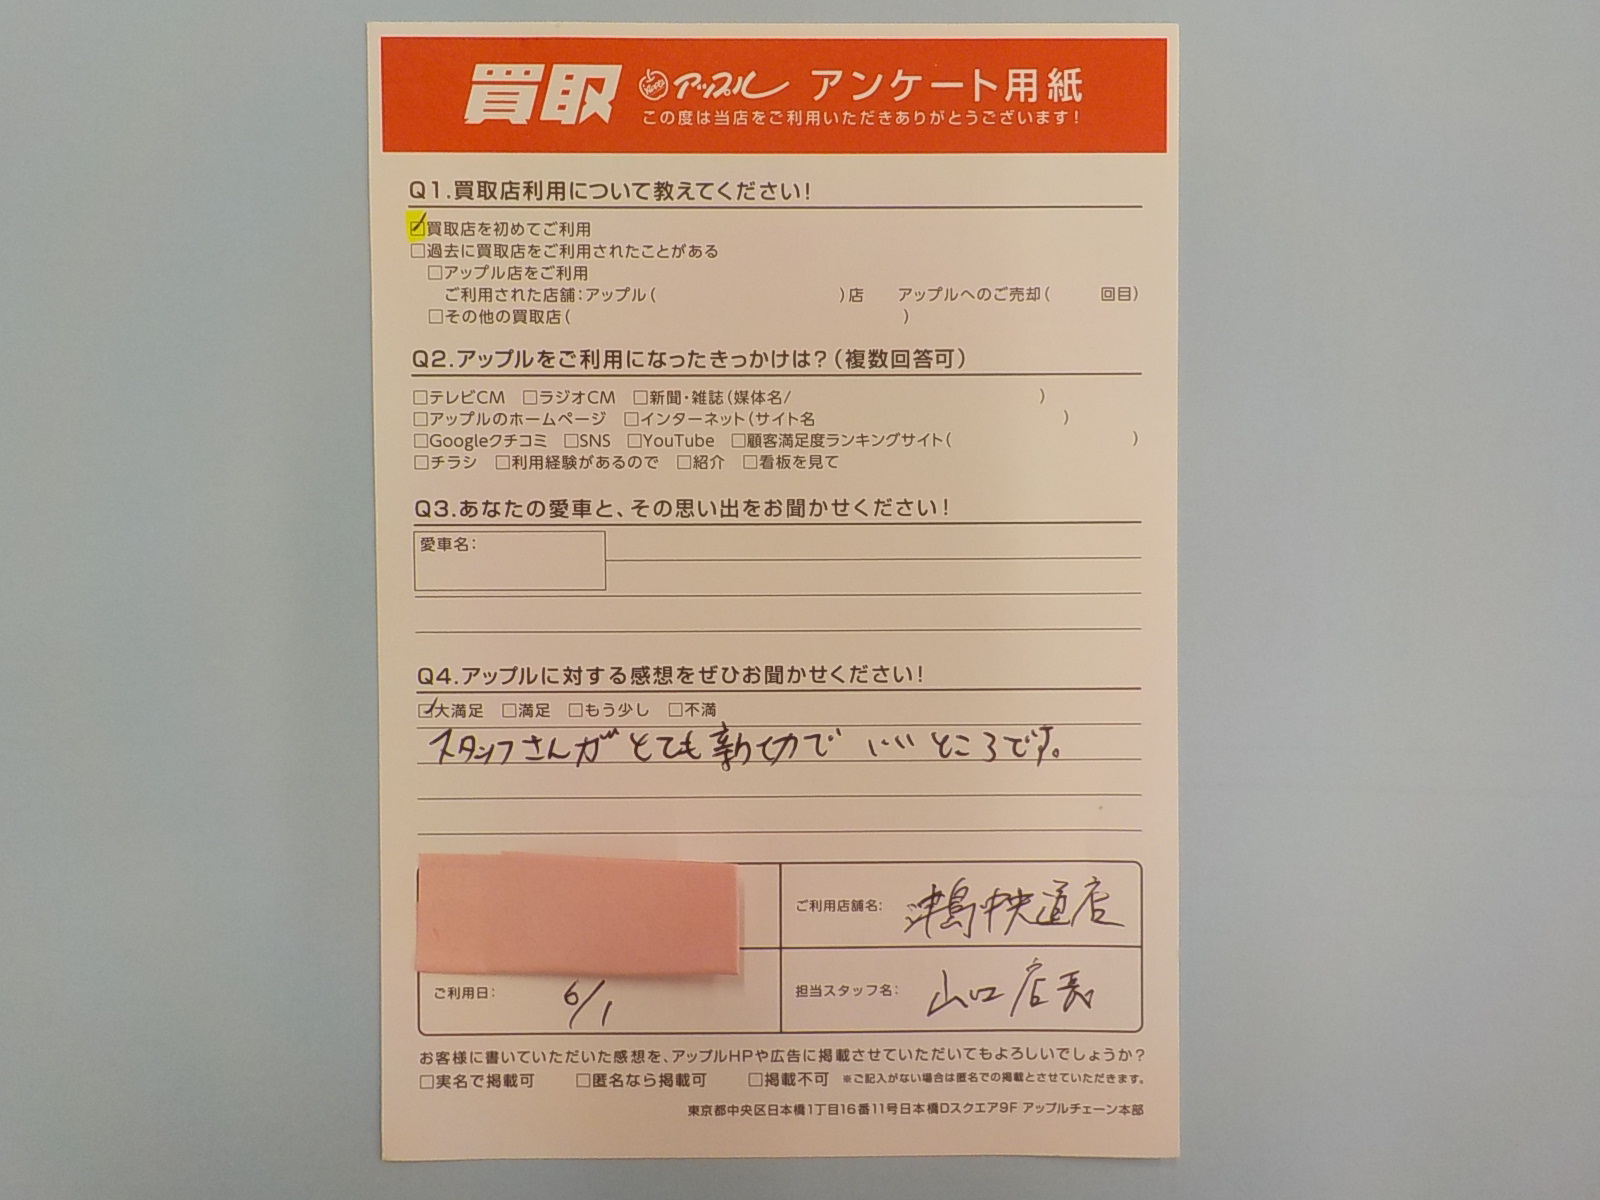 買取 アップル アンケート用紙
この度は当店をご利用いただきありがとうございます!
Q1.買取店利用について教えてください!
☑買取店を初めてご利用
□過去に買取店をご利用されたことがある
□アップル店をご利用
ご利用された店舗:アップル( )店 アップルへのご売却( 回目)
□その他の買取店( )
Q2.アップルをご利用になったきっかけは?(複数回答可)
□テレビCM □ラジオCM □新聞・雑誌(媒体名/ )
□アップルのホームページ □インターネット(サイト名 )
□Googleクチコミ □SNS □YouTube □顧客満足度ランキングサイト( )
□チラシ □利用経験があるので □紹介 □看板を見て
Q3.あなたの愛車と、その思い出をお聞かせください!
愛車名:
Q4.アップルに対する感想をぜひお聞かせください!
☑大満足 □満足 □もう少し □不満
スタッフさんが とても 親切で いい ところです。
ご利用店舗名: 津島中央道店
ご利用日: 6/1 担当スタッフ名: 山口店長
お客様に書いていただいた感想を、アップルHPや広告に掲載させていただいてもよろしいでしょうか?
□実名で掲載可 □匿名なら掲載可 □掲載不可 ※ご記入がない場合は匿名での掲載とさせていただきます。
東京都中央区日本橋1丁目16番11号日本橋Dスクエア9F アップルチェーン本部